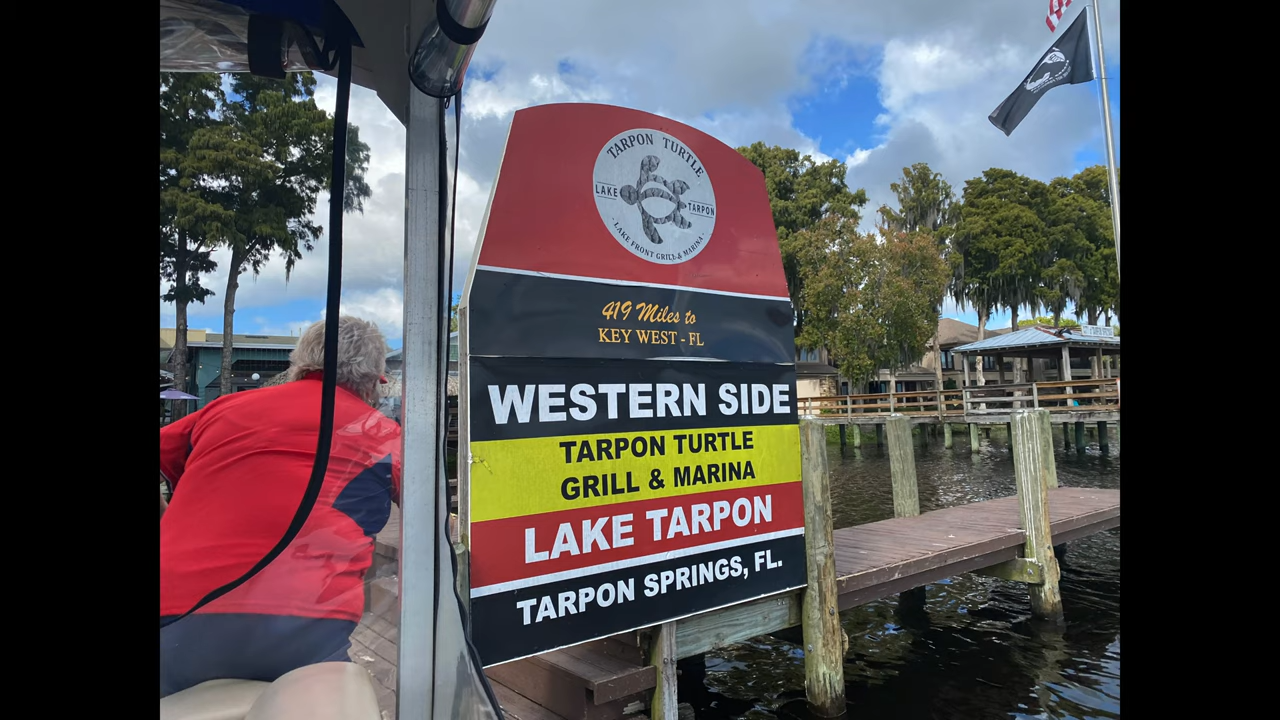 TARPON TURTLE
LAKE TARPON
· LAKE FRONT GRILL & MARINA ·
419 Miles to
KEY WEST - FL
WESTERN SIDE
TARPON TURTLE
GRILL & MARINA
LAKE TARPON
TARPON SPRINGS, FL.